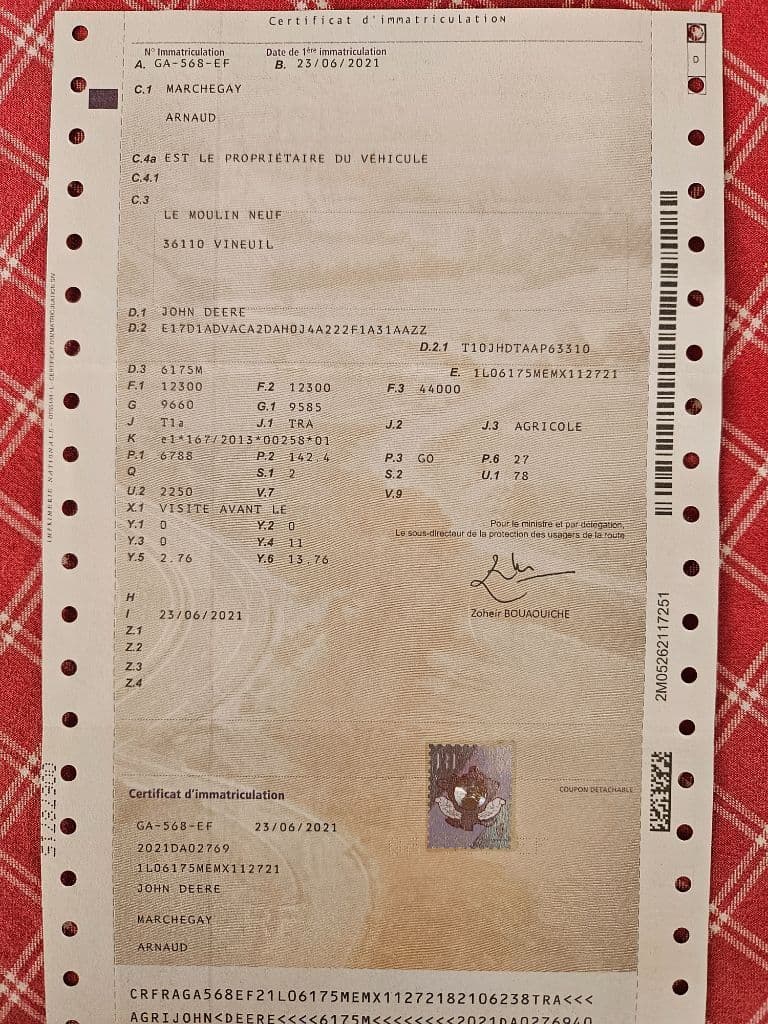 Certificat d'immatriculation
N° Immatriculation Date de 1ère immatriculation
A. GA-568-EF B. 23/06/2021
D
C.1 MARCHEGAY
ARNAUD
C.4a EST LE PROPRIÉTAIRE DU VÉHICULE
C.4.1
C.3
LE MOULIN NEUF
36110 VINEUIL
D.1 JOHN DEERE
D.2 E17D1ADVACA2DAH0J4A222F1A31AAZZ
D.2.1 T10JHDTAAP63310
D.3 6175M E. 1L06175MEMX112721
F.1 12300 F.2 12300 F.3 44000
G 9660 G.1 9585
J T1a J.1 TRA J.2 J.3 AGRICOLE
K e1*167/2013*00258*01
P.1 6788 P.2 142.4 P.3 GO P.6 27
Q S.1 2 S.2 U.1 78
U.2 2250 V.7 V.9
X.1 VISITE AVANT LE
Y.1 0 Y.2 0
Y.3 0 Y.4 11
Y.5 2.76 Y.6 13.76
Pour le ministre et par délégation,
Le sous-directeur de la protection des usagers de la route
Zoheir BOUAOUICHE
H
I 23/06/2021
Z.1
Z.2
Z.3
Z.4
2M05262117251
COUPON DÉTACHABLE
Certificat d'immatriculation
GA-568-EF 23/06/2021
2021DA02769
1L06175MEMX112721
JOHN DEERE
MARCHEGAY
ARNAUD
CRFRAGA568EF21L06175MEMX11272182106238TRA<<<
AGRIJOHN<DEERE<<<<6175M<<<<<<<<2021DA0276940